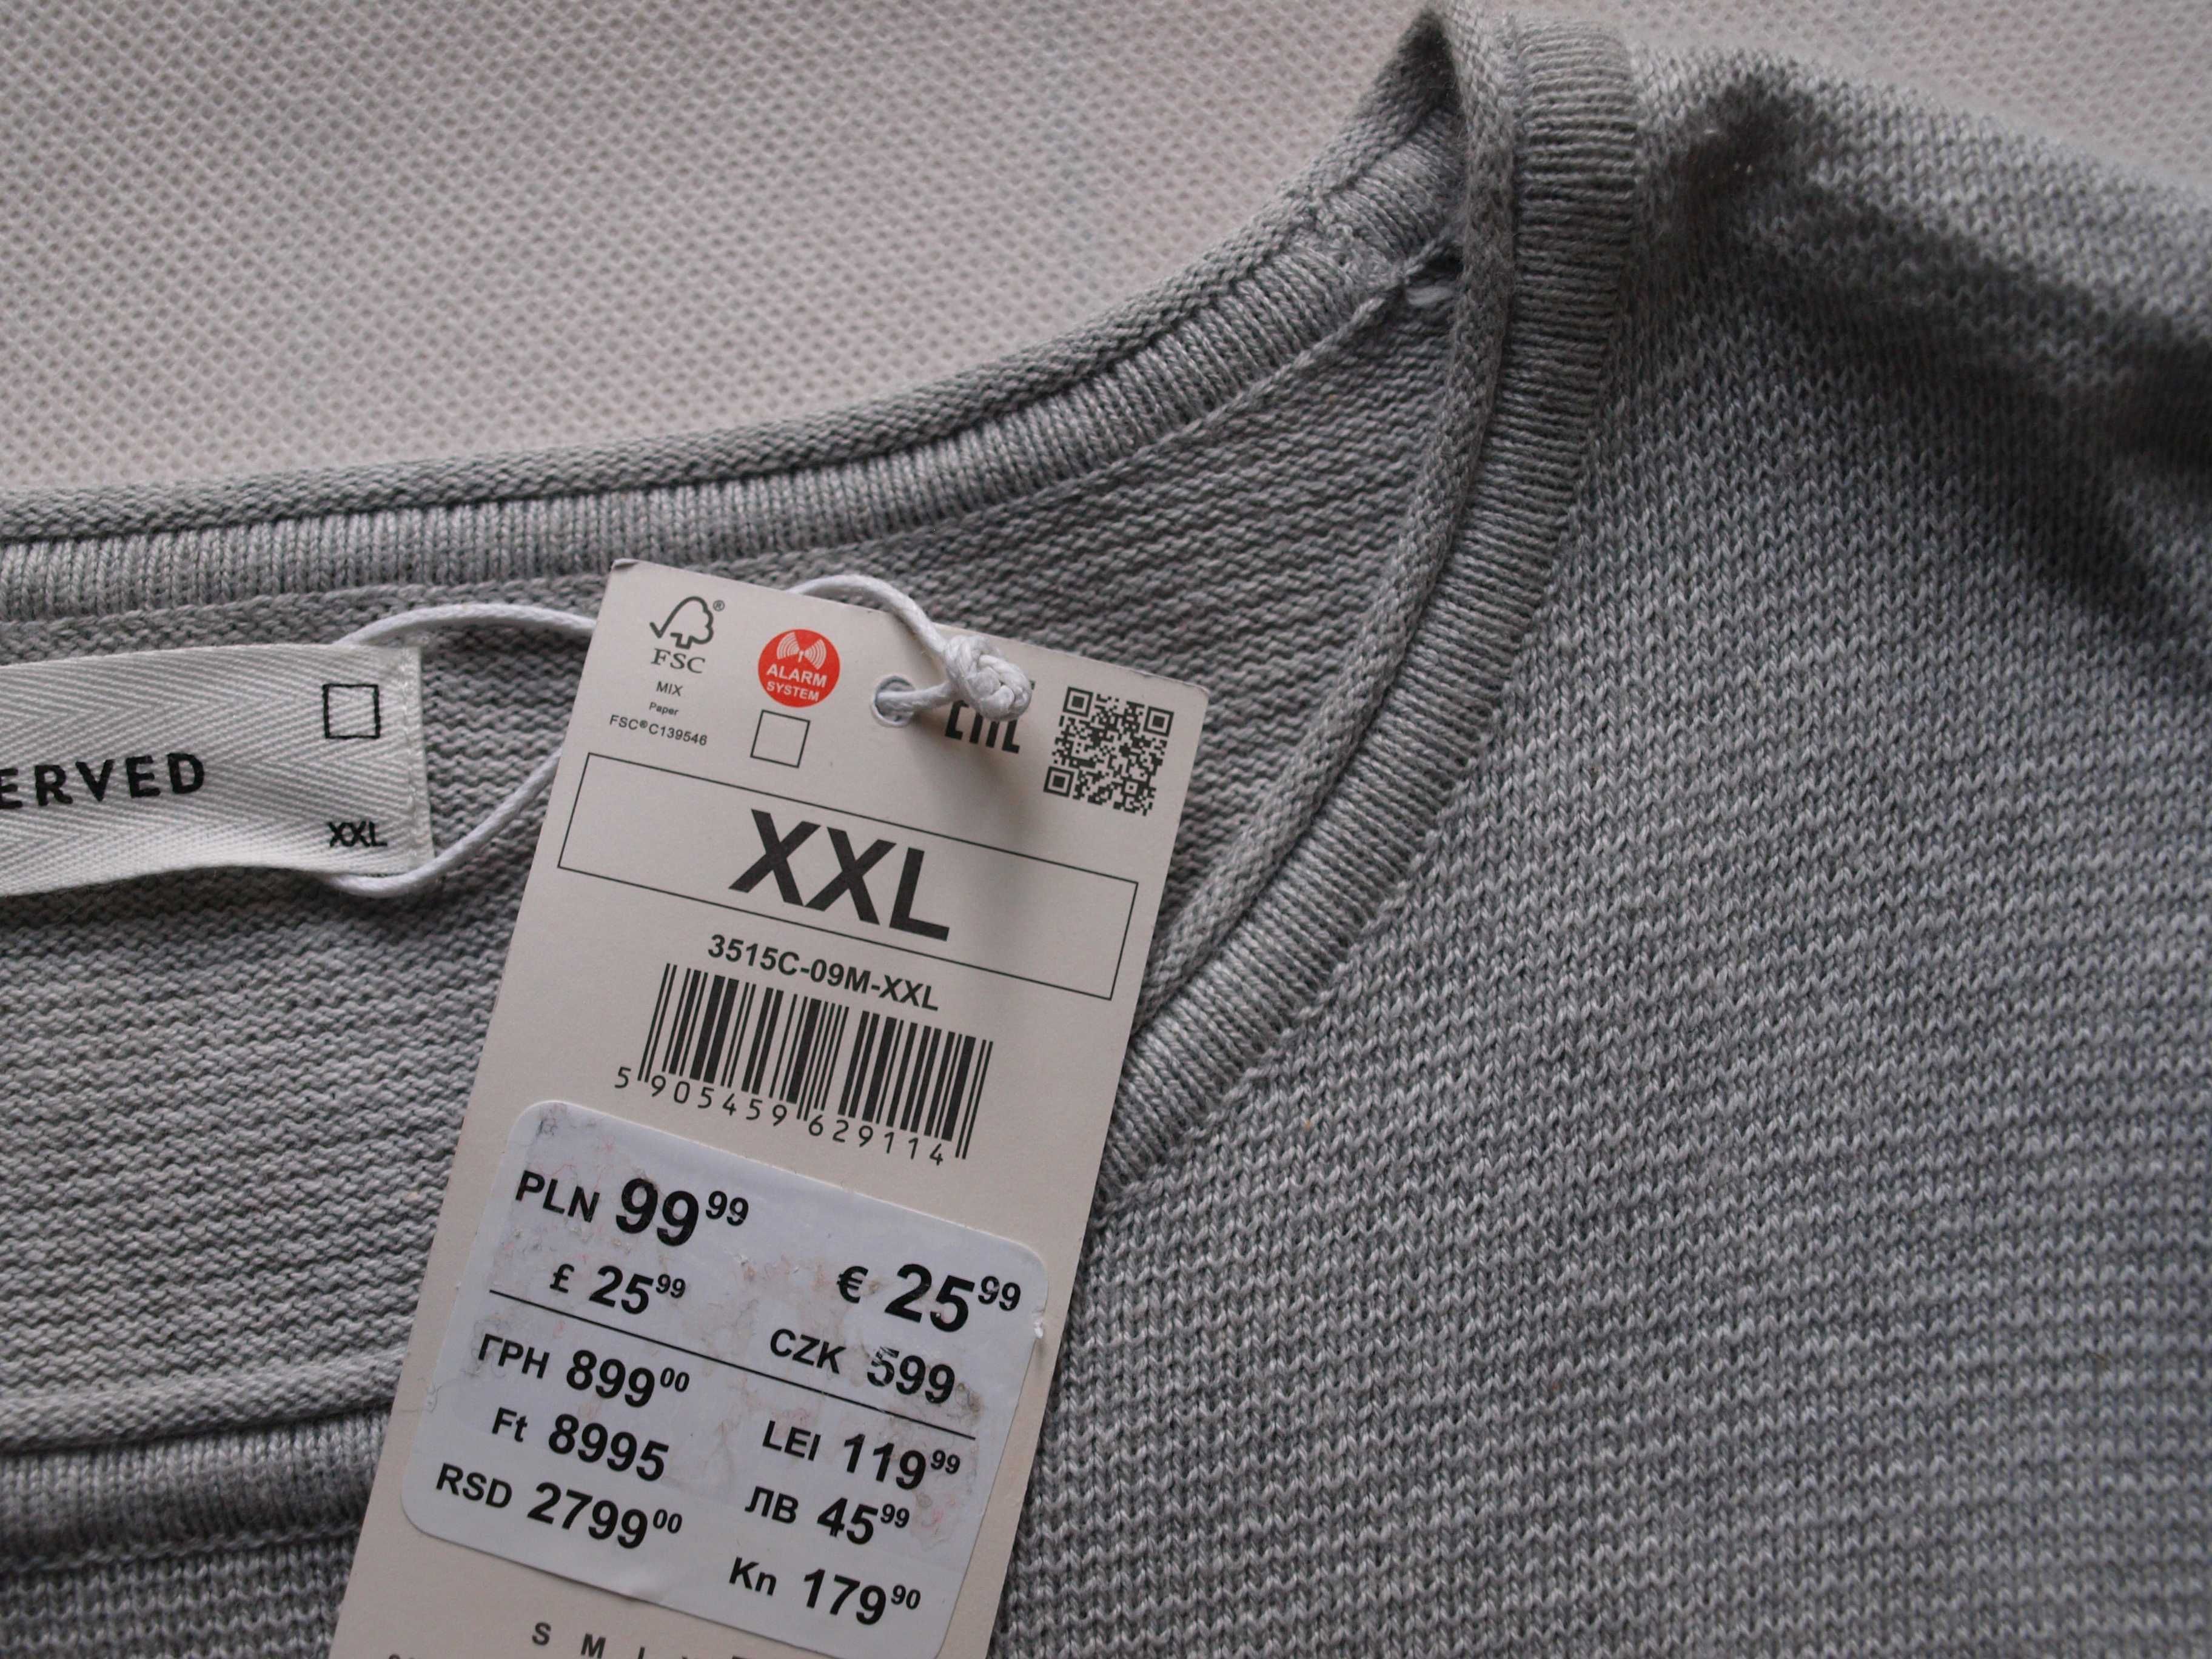 FSC®
MIX
Paper
FSC® C139546
ALARM
SYSTEM
ERVED
XXL
XXL
3515C-09M-XXL
5 905459 629114
PLN 99 99
€ 25 99
£ 25 99
CZK 599
ГРН 899 00
LEI 119 99
Ft 8995
ЛВ 45 99
RSD 2799 00
Kn 179 90
S M